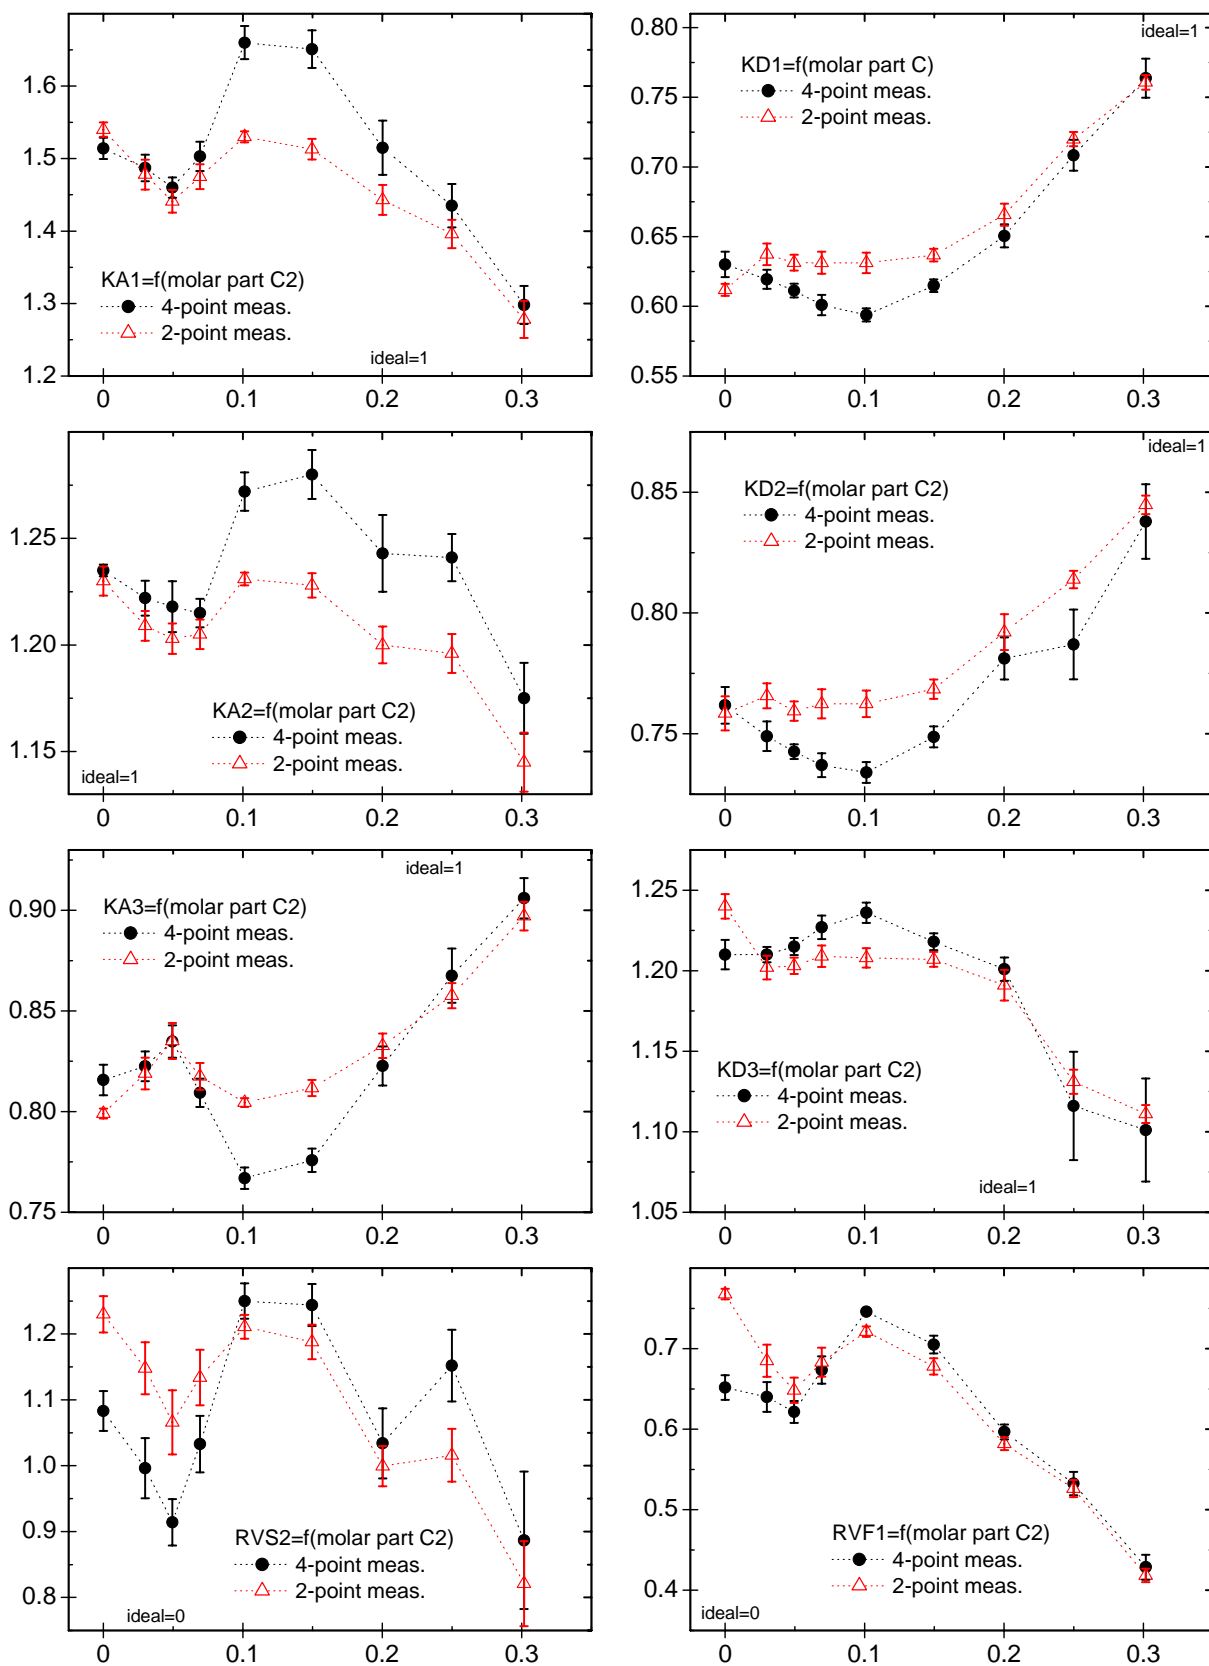 1.6
1.5
1.4
1.3
1.2
KA1=f(molar part C2)
4-point meas.
2-point meas.
ideal=1
0 0.1 0.2 0.3
0.80
0.75
0.70
0.65
0.60
0.55
ideal=1
KD1=f(molar part C)
4-point meas.
2-point meas.
0 0.1 0.2 0.3
1.25
1.20
1.15
KA2=f(molar part C2)
4-point meas.
2-point meas.
ideal=1
0 0.1 0.2 0.3
0.85
0.80
0.75
ideal=1
KD2=f(molar part C2)
4-point meas.
2-point meas.
0 0.1 0.2 0.3
0.90
0.85
0.80
0.75
ideal=1
KA3=f(molar part C2)
4-point meas.
2-point meas.
0 0.1 0.2 0.3
1.25
1.20
1.15
1.10
1.05
KD3=f(molar part C2)
4-point meas.
2-point meas.
ideal=1
0 0.1 0.2 0.3
1.2
1.1
1.0
0.9
0.8
RVS2=f(molar part C2)
4-point meas.
2-point meas.
ideal=0
0 0.1 0.2 0.3
0.7
0.6
0.5
0.4
RVF1=f(molar part C2)
4-point meas.
2-point meas.
ideal=0
0 0.1 0.2 0.3